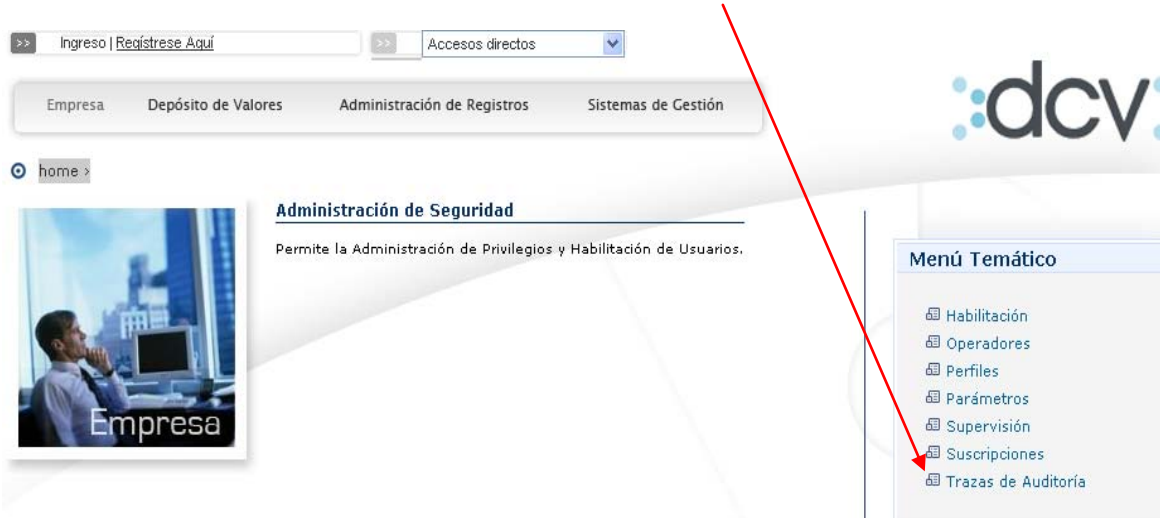 >> Ingreso | Regístrese Aquí >> Accesos directos
:dcv:
Empresa Depósito de Valores Administración de Registros Sistemas de Gestión
home >
Administración de Seguridad
Permite la Administración de Privilegios y Habilitación de Usuarios.
Empresa
Menú Temático
Habilitación
Operadores
Perfiles
Parámetros
Supervisión
Suscripciones
Trazas de Auditoría